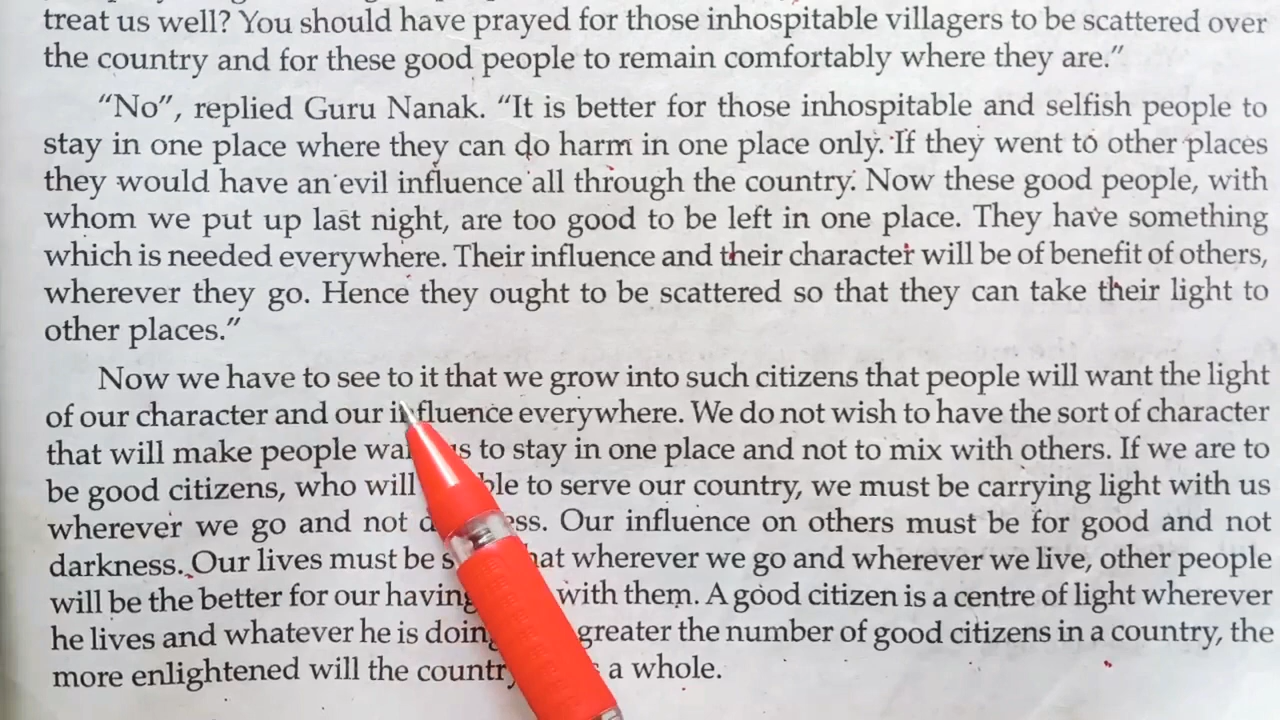 treat us well? You should have prayed for those inhospitable villagers to be scattered over
the country and for these good people to remain comfortably where they are."
"No", replied Guru Nanak. "It is better for those inhospitable and selfish people to
stay in one place where they can do harm in one place only. If they went to other places
they would have an evil influence all through the country. Now these good people, with
whom we put up last night, are too good to be left in one place. They have something
which is needed everywhere. Their influence and their character will be of benefit of others,
wherever they go. Hence they ought to be scattered so that they can take their light to
other places."
Now we have to see to it that we grow into such citizens that people will want the light
of our character and our influence everywhere. We do not wish to have the sort of character
that will make people to stay in one place and not to mix with others. If we are to
be good citizens, who will to serve our country, we must be carrying light with us
wherever we go and not Our influence on others must be for good and not
darkness. Our lives must be that wherever we go and wherever we live, other people
will be the better for our having with them. A good citizen is a centre of light wherever
he lives and whatever he is doing greater the number of good citizens in a country, the
more enlightened will the country a whole.